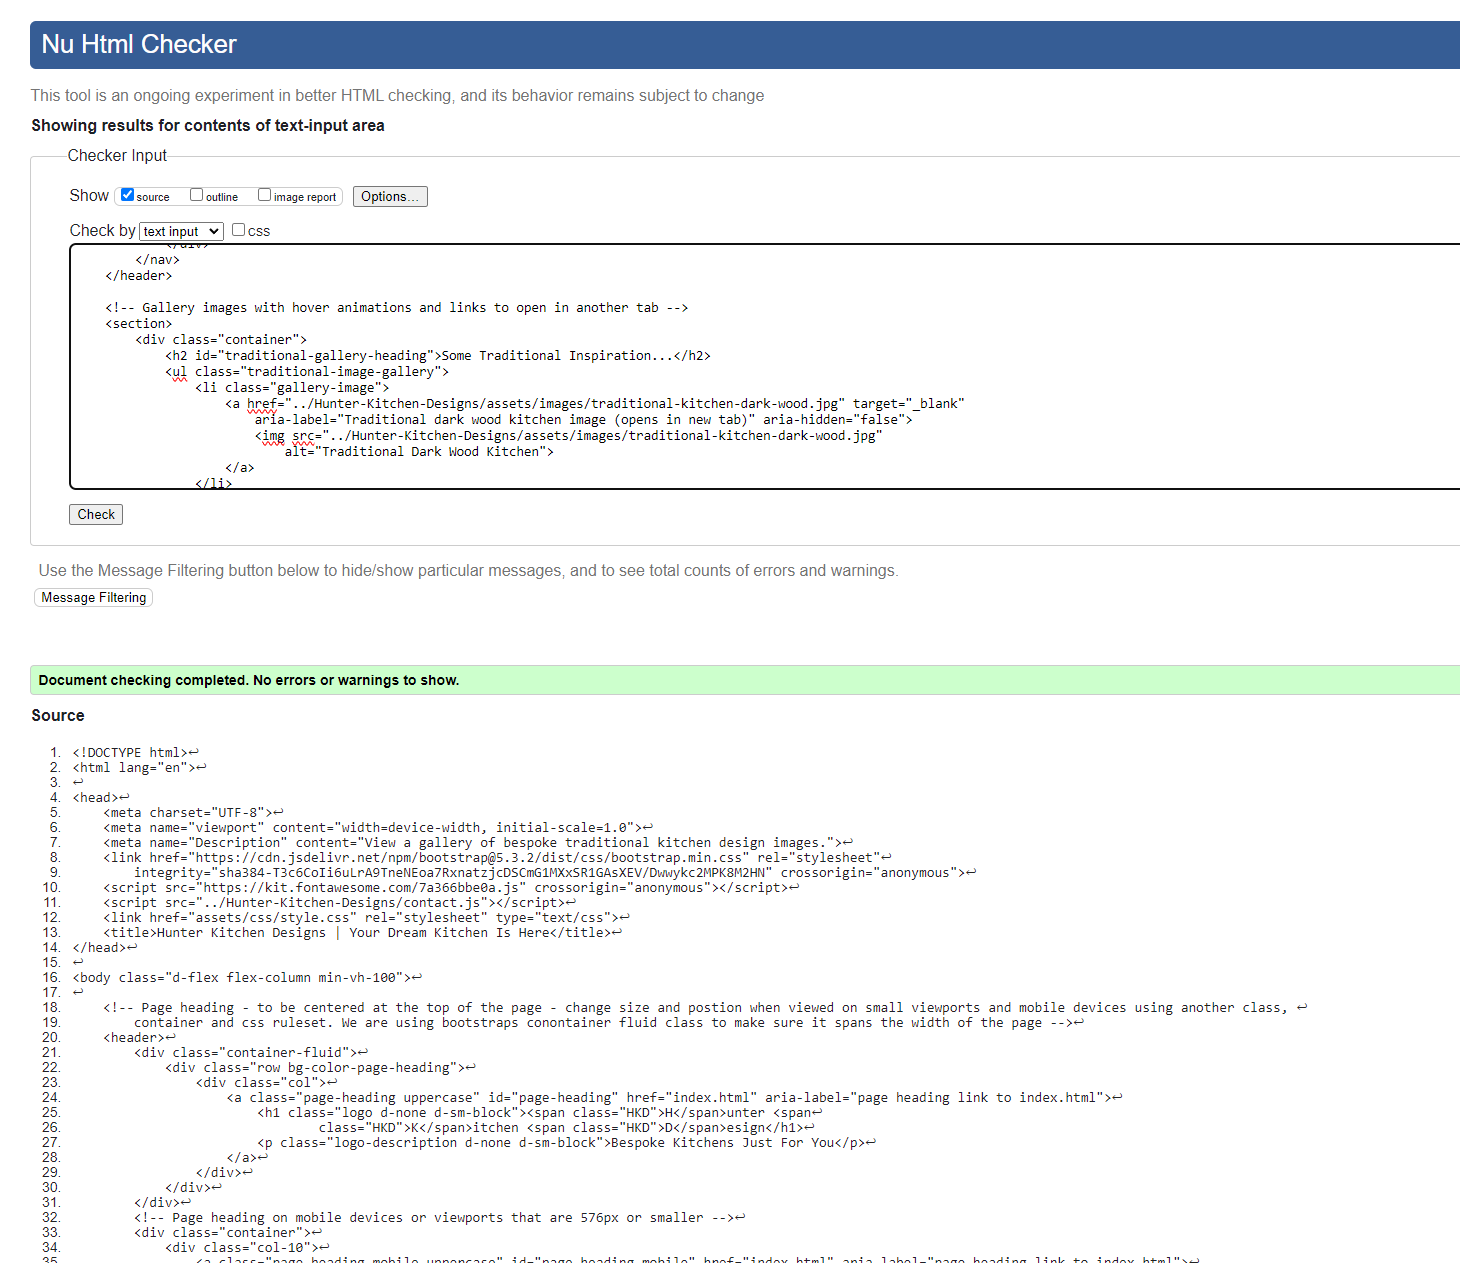 Nu Html Checker
This tool is an ongoing experiment in better HTML checking, and its behavior remains subject to change
Showing results for contents of text-input area
Checker Input
Show source outline image report Options...
Check by text input css
</div>
</nav>
</header>
<!-- Gallery images with hover animations and links to open in another tab -->
<section>
<div class="container">
<h2 id="traditional-gallery-heading">Some Traditional Inspiration...</h2>
<ul class="traditional-image-gallery">
<li class="gallery-image">
<a href="../Hunter-Kitchen-Designs/assets/images/traditional-kitchen-dark-wood.jpg" target="_blank"
aria-label="Traditional dark wood kitchen image (opens in new tab)" aria-hidden="false">
<img src="../Hunter-Kitchen-Designs/assets/images/traditional-kitchen-dark-wood.jpg"
alt="Traditional Dark Wood Kitchen">
</a>
</li>
Check
Use the Message Filtering button below to hide/show particular messages, and to see total counts of errors and warnings.
Message Filtering
Document checking completed. No errors or warnings to show.
Source
1. <!DOCTYPE html>↩
2. <html lang="en">↩
3. ↩
4. <head>↩
5. <meta charset="UTF-8">↩
6. <meta name="viewport" content="width=device-width, initial-scale=1.0">↩
7. <meta name="Description" content="View a gallery of bespoke traditional kitchen design images.">↩
8. <link href="https://cdn.jsdelivr.net/npm/bootstrap@5.3.2/dist/css/bootstrap.min.css" rel="stylesheet"↩
9. integrity="sha384-T3c6CoIi6uLrA9TneNEoa7RxnatzjcDSCmG1MXxSR1GAsXEV/Dwwykc2MPK8M2HN" crossorigin="anonymous">↩
10. <script src="https://kit.fontawesome.com/7a366bbe0a.js" crossorigin="anonymous"></script>↩
11. <script src="../Hunter-Kitchen-Designs/contact.js"></script>↩
12. <link href="assets/css/style.css" rel="stylesheet" type="text/css">↩
13. <title>Hunter Kitchen Designs | Your Dream Kitchen Is Here</title>↩
14. </head>↩
15. ↩
16. <body class="d-flex flex-column min-vh-100">↩
17. ↩
18. <!-- Page heading - to be centered at the top of the page - change size and postion when viewed on small viewports and mobile devices using another class, ↩
19. container and css ruleset. We are using bootstraps conontainer fluid class to make sure it spans the width of the page -->↩
20. <header>↩
21. <div class="container-fluid">↩
22. <div class="row bg-color-page-heading">↩
23. <div class="col">↩
24. <a class="page-heading uppercase" id="page-heading" href="index.html" aria-label="page heading link to index.html">↩
25. <h1 class="logo d-none d-sm-block"><span class="HKD">H</span>unter <span↩
26. class="HKD">K</span>itchen <span class="HKD">D</span>esign</h1>↩
27. <p class="logo-description d-none d-sm-block">Bespoke Kitchens Just For You</p>↩
28. </a>↩
29. </div>↩
30. </div>↩
31. </div>↩
32. <!-- Page heading on mobile devices or viewports that are 576px or smaller -->↩
33. <div class="container">↩
34. <div class="col-10">↩
35. <a class="page-heading-mobile uppercase" id="page-heading-mobile" href="index.html" aria-label="page heading link to index.html">↩